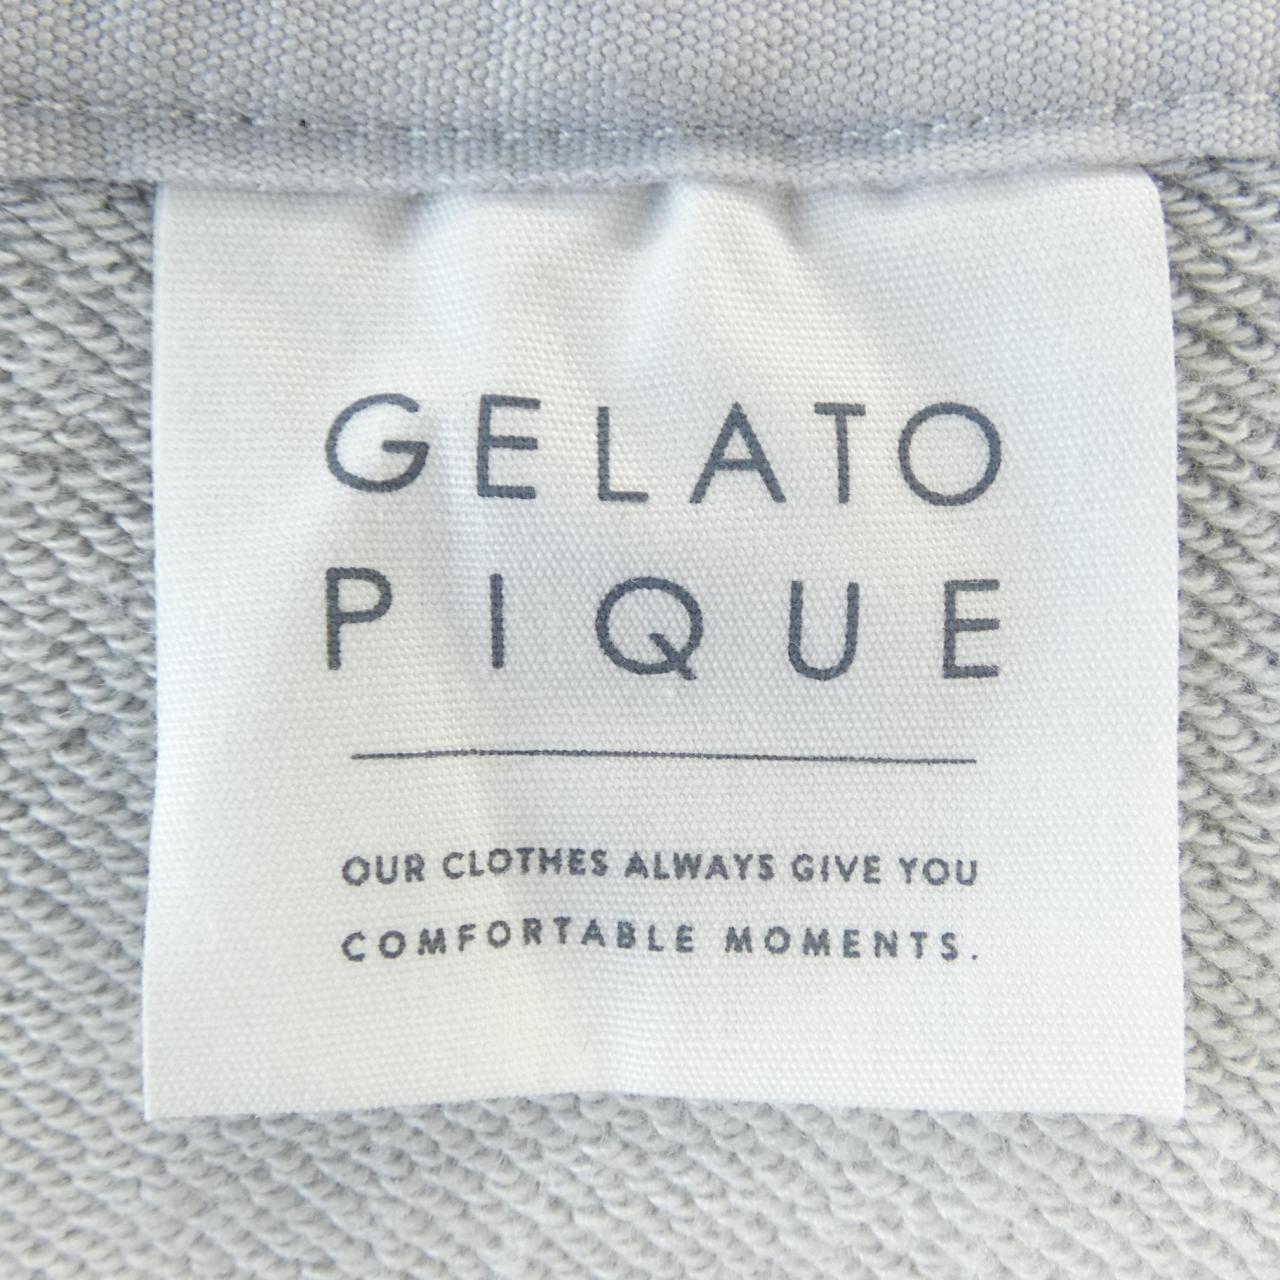 GELATO
PIQUE
OUR CLOTHES ALWAYS GIVE YOU
COMFORTABLE MOMENTS.